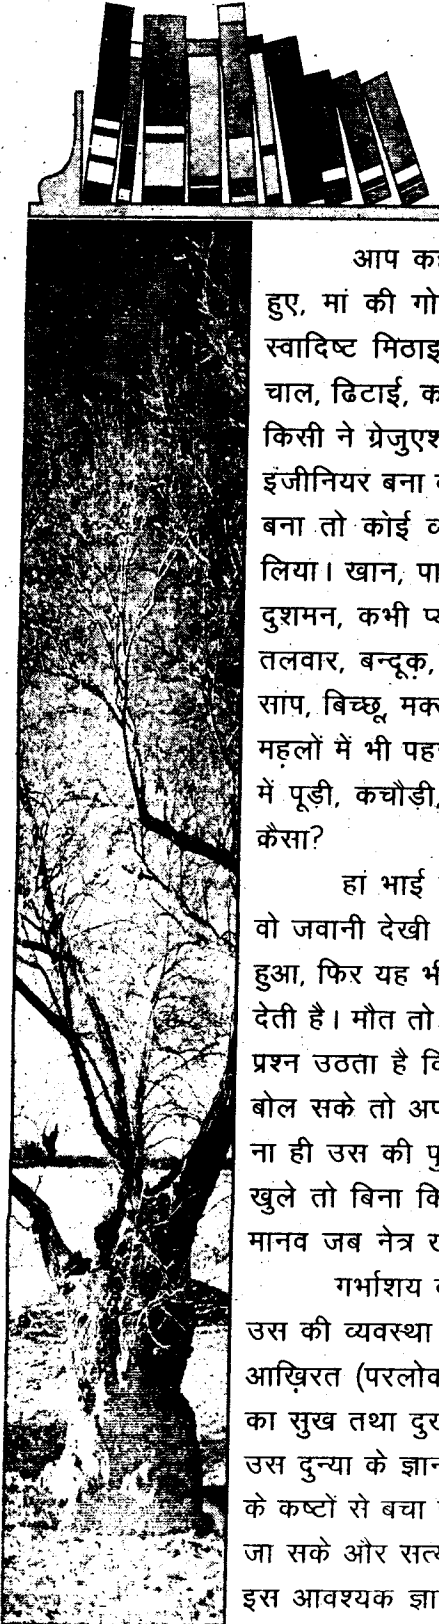 आप कह
हुए, मां की गो
स्वादिष्ट मिठाइ
चाल, ढिटाई, क
किसी ने ग्रेजुएश
इंजीनियर बना
बना तो कोई व्य
लिया। खान, पा
दुशमन, कभी प्य
तलवार, बन्दूक़,
सांप, बिच्छू, मक्
महलों में भी पह
में पूड़ी, कचौड़ी,
कैसा?
हां भाई
वो जवानी देखी
हुआ, फिर यह भी
देती है। मौत तो
प्रश्न उठता है कि
बोल सके तो अप
ना ही उस की पु
खुले तो बिना कि
मानव जब नेत्र ख
गर्भाशय
उस की व्यवस्था
आख़िरत (परलोक
का सुख तथा दुख
उस दुन्या के ज्ञान
के कष्टों से बचा
जा सके और सत्य
इस आवश्यक ज्ञा